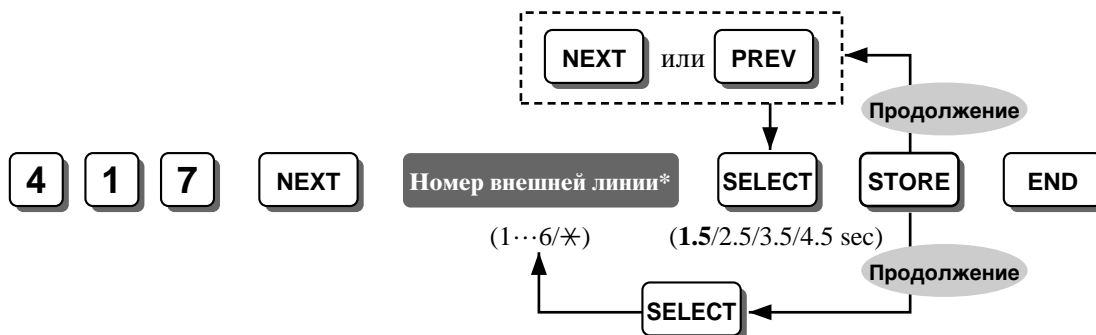 NEXT или PREV
Продолжение
4 1 7 NEXT Номер внешней линии* SELECT STORE END
(1···6/✳) (1.5/2.5/3.5/4.5 sec)
Продолжение
SELECT